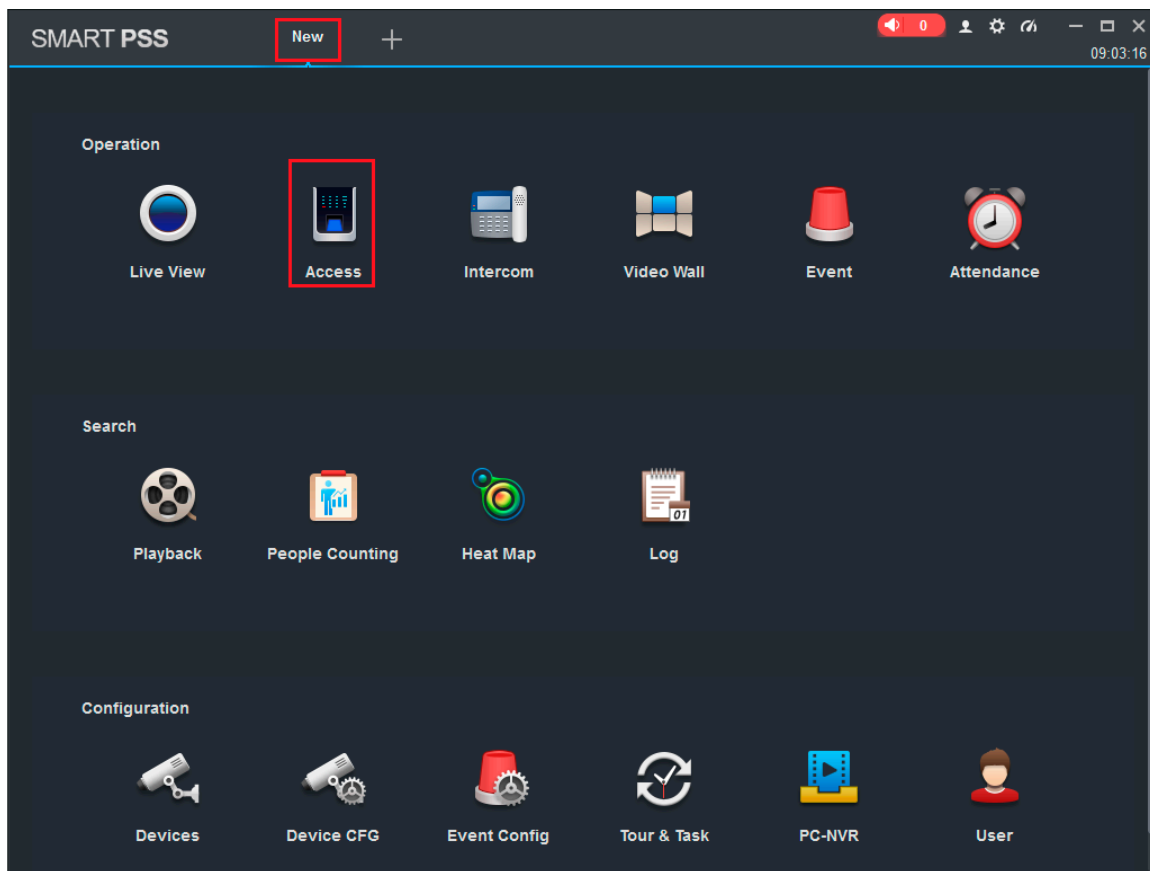 SMART PSS New + 0
09:03:16
Operation
Live View Access Intercom Video Wall Event Attendance
Search
01
Playback People Counting Heat Map Log
Configuration
Devices Device CFG Event Config Tour & Task PC-NVR User